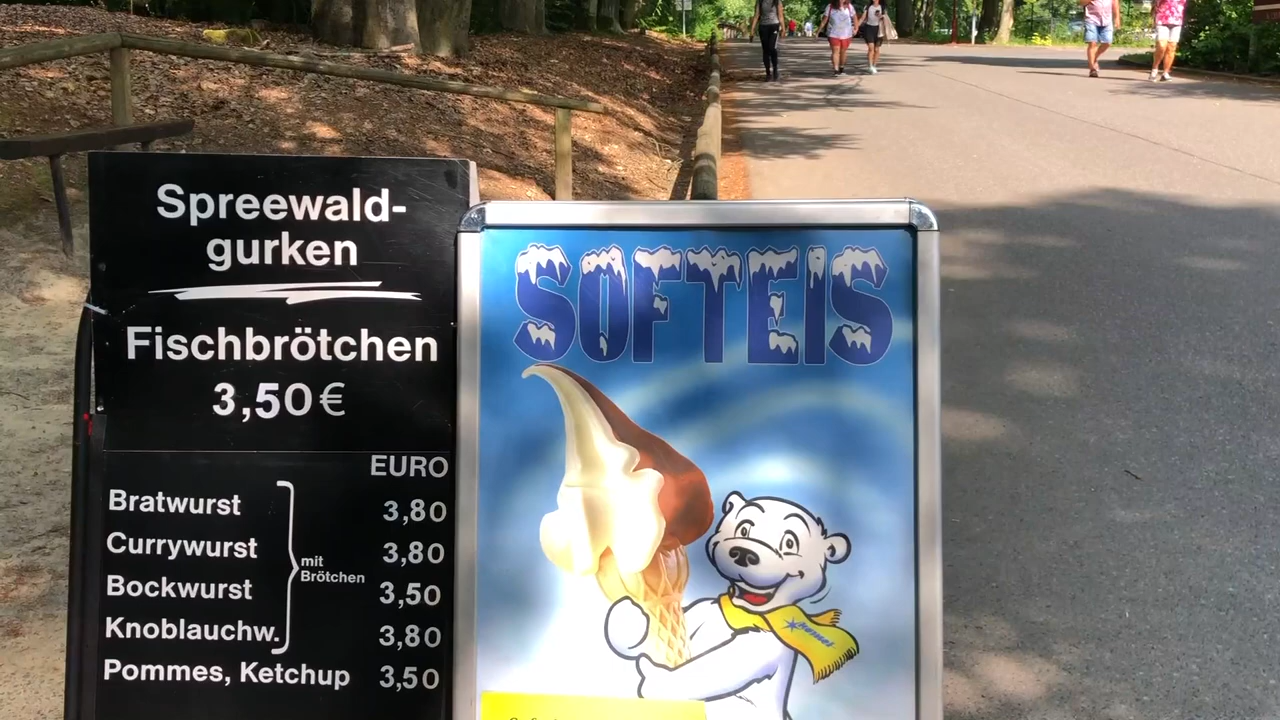 Spreewald-
gurken
Fischbrötchen
3,50€
EURO
Bratwurst 3,80
Currywurst 3,80
mit
Brötchen
Bockwurst 3,50
Knoblauchw. 3,80
Pommes, Ketchup 3,50
SOFTEIS